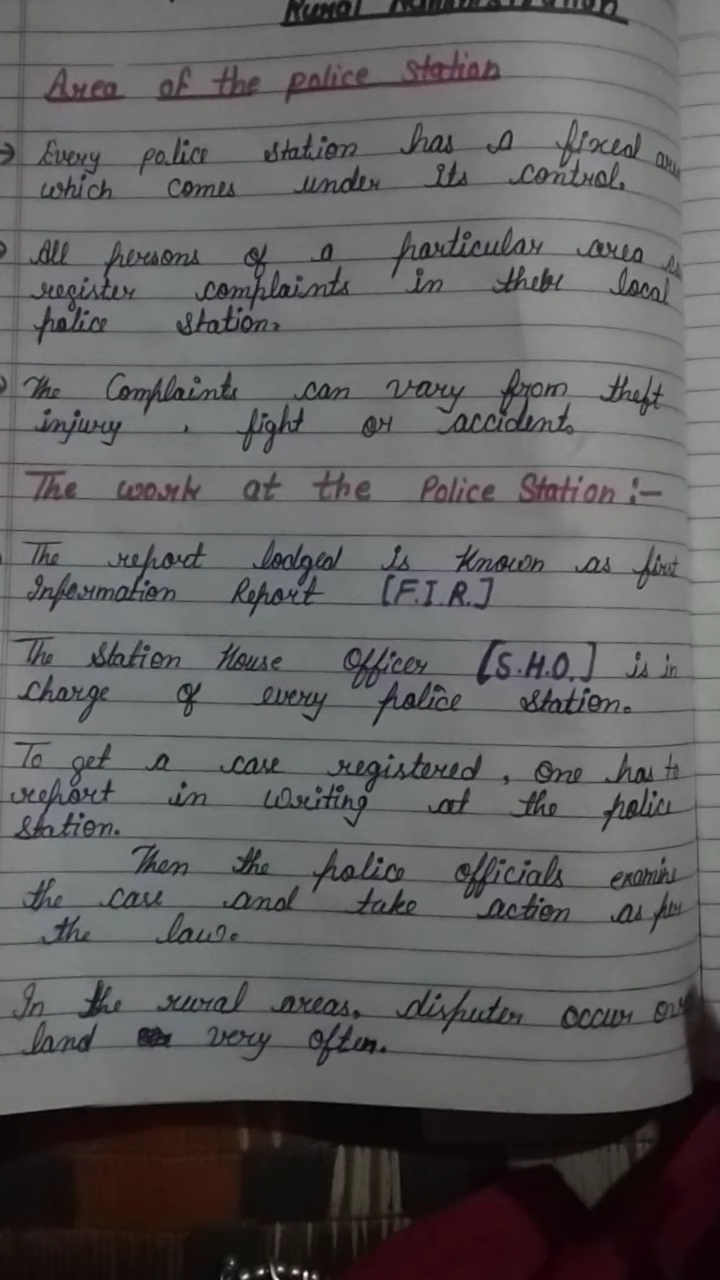 Rural Administration
Area of the police station
→ Every police station has a fixed
which comes under its control.
All persons of a particular area
register complaints in their local
police station.
The Complaints can vary from theft
injury , fight or accident.
The work at the Police Station :-
The report lodged is known as first
Information Report [F.I.R.]
The Station House Officer [S.H.O.] is in
charge of every police station.
To get a case registered, one has to
report in writing at the police
station.
Then the police officials examine
the case and take action as per
the law.
In the rural areas, disputes occur over
land very often.